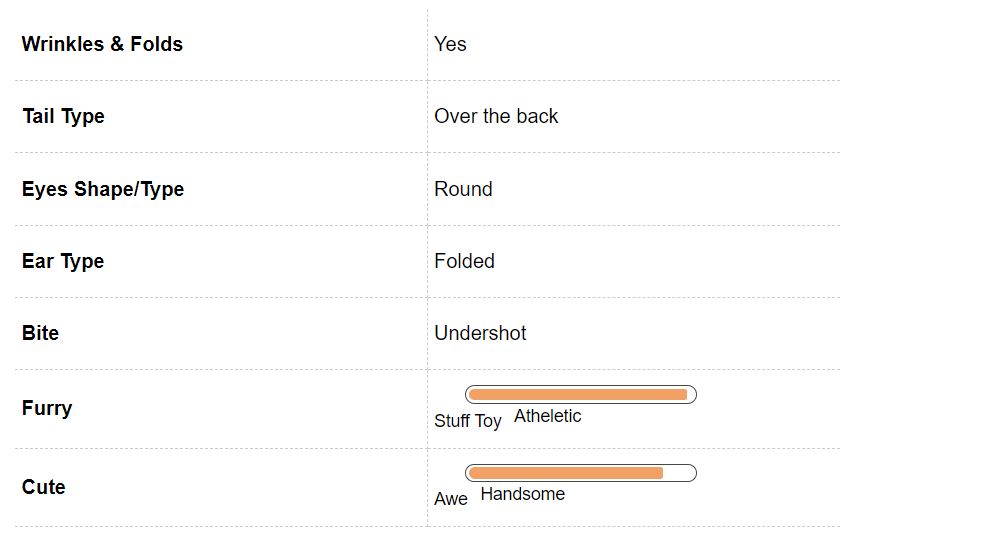 Wrinkles & Folds Yes
Tail Type Over the back
Eyes Shape/Type Round
Ear Type Folded
Bite Undershot
Furry Stuff Toy Atheletic
Cute Awe Handsome